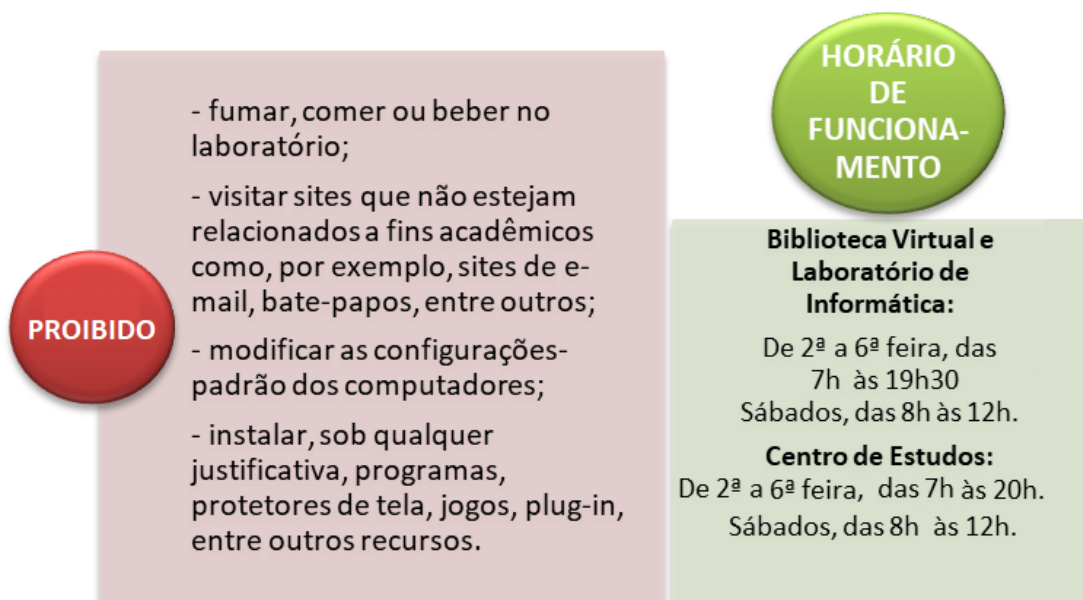 PROIBIDO
- fumar, comer ou beber no
laboratório;
- visitar sites que não estejam
relacionados a fins acadêmicos
como, por exemplo, sites de e-
mail, bate-papos, entre outros;
- modificar as configurações-
padrão dos computadores;
- instalar, sob qualquer
justificativa, programas,
protetores de tela, jogos, plug-in,
entre outros recursos.
HORÁRIO
DE
FUNCIONA-
MENTO
Biblioteca Virtual e
Laboratório de
Informática:
De 2ª a 6ª feira, das
7h às 19h30
Sábados, das 8h às 12h.
Centro de Estudos:
De 2ª a 6ª feira, das 7h às 20h.
Sábados, das 8h às 12h.